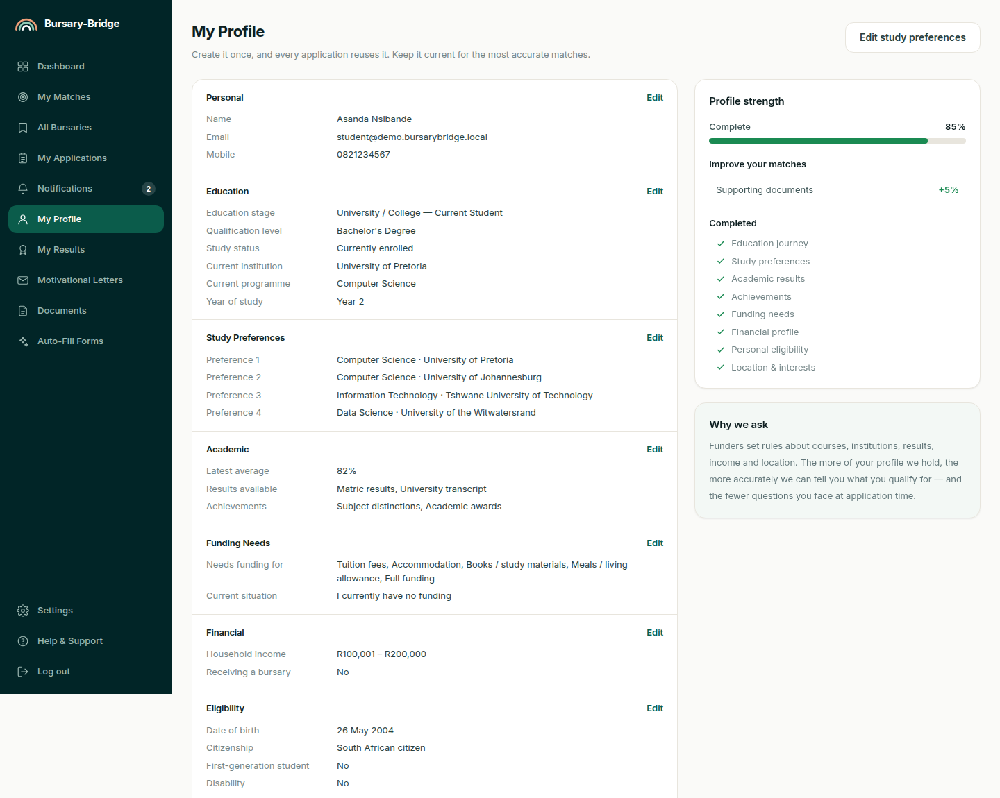 Bursary-Bridge
Dashboard
My Matches
All Bursaries
My Applications
Notifications 2
My Profile
My Results
Motivational Letters
Documents
Auto-Fill Forms
Settings
Help & Support
Log out
My Profile
Create it once, and every application reuses it. Keep it current for the most accurate matches.
Edit study preferences
Personal Edit
Name Asanda Nsibande
Email student@demo.bursarybridge.local
Mobile 0821234567
Education Edit
Education stage University / College — Current Student
Qualification level Bachelor's Degree
Study status Currently enrolled
Current institution University of Pretoria
Current programme Computer Science
Year of study Year 2
Study Preferences Edit
Preference 1 Computer Science · University of Pretoria
Preference 2 Computer Science · University of Johannesburg
Preference 3 Information Technology · Tshwane University of Technology
Preference 4 Data Science · University of the Witwatersrand
Academic Edit
Latest average 82%
Results available Matric results, University transcript
Achievements Subject distinctions, Academic awards
Funding Needs Edit
Needs funding for Tuition fees, Accommodation, Books / study materials, Meals / living
allowance, Full funding
Current situation I currently have no funding
Financial Edit
Household income R100,001 – R200,000
Receiving a bursary No
Eligibility Edit
Date of birth 26 May 2004
Citizenship South African citizen
First-generation student No
Disability No
Profile strength
Complete 85%
Improve your matches
Supporting documents +5%
Completed
Education journey
Study preferences
Academic results
Achievements
Funding needs
Financial profile
Personal eligibility
Location & interests
Why we ask
Funders set rules about courses, institutions, results,
income and location. The more of your profile we hold, the
more accurately we can tell you what you qualify for — and
the fewer questions you face at application time.